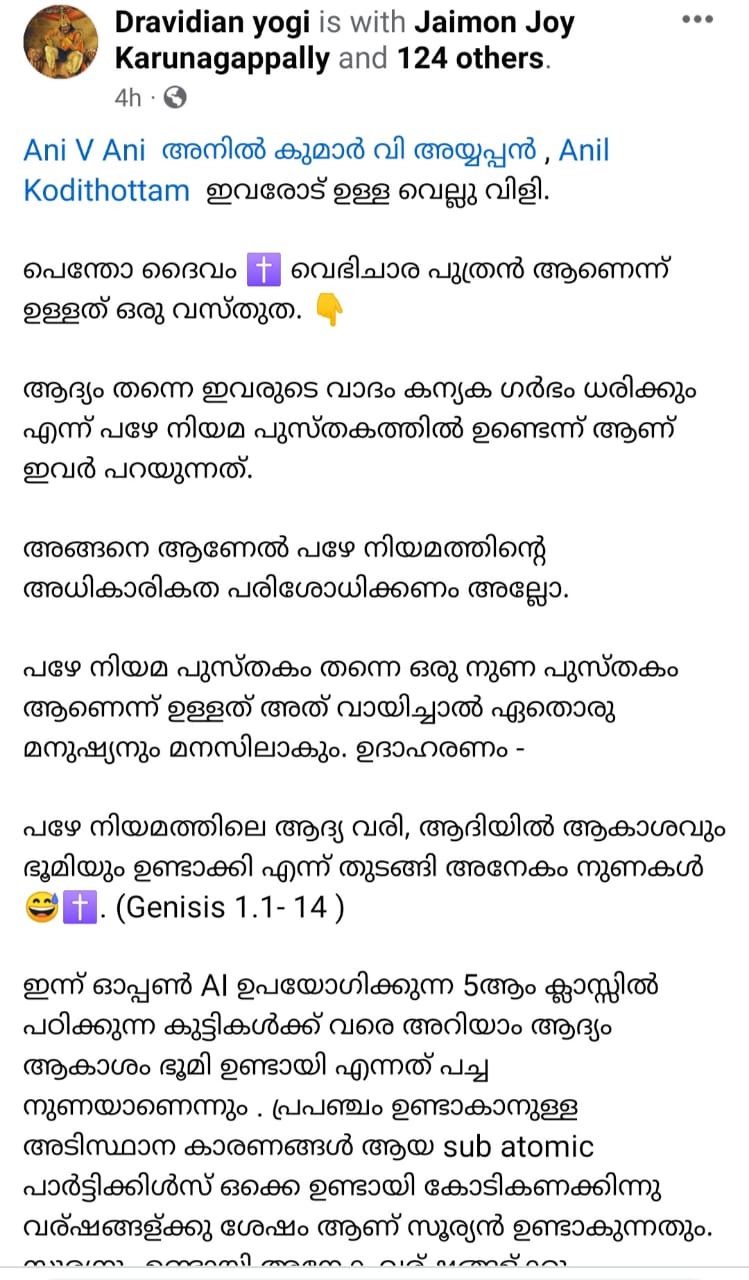 Dravidian yogi is with Jaimon Joy
Karunagappally and 124 others.
4h ·
Ani V Ani അനിൽ കുമാർ വി അയ്യപ്പൻ , Anil
Kodithottam ഇവരോട് ഉള്ള വെല്ലു വിളി.
പെന്തോ ദൈവം ✝️ വെഭിചാര പുത്രൻ ആണെന്ന്
ഉള്ളത് ഒരു വസ്തുത. 👇
ആദ്യം തന്നെ ഇവരുടെ വാദം കന്യക ഗർഭം ധരിക്കും
എന്ന് പഴേ നിയമ പുസ്തകത്തിൽ ഉണ്ടെന്ന് ആണ്
ഇവർ പറയുന്നത്.
അങ്ങനെ ആണേൽ പഴേ നിയമത്തിന്റെ
അധികാരികത പരിശോധിക്കണം അല്ലോ.
പഴേ നിയമ പുസ്തകം തന്നെ ഒരു നുണ പുസ്തകം
ആണെന്ന് ഉള്ളത് അത് വായിച്ചാൽ ഏതൊരു
മനുഷ്യനും മനസിലാകും. ഉദാഹരണം -
പഴേ നിയമത്തിലെ ആദ്യ വരി, ആദിയിൽ ആകാശവും
ഭൂമിയും ഉണ്ടാക്കി എന്ന് തുടങ്ങി അനേകം നുണകൾ
😅✝️. (Genisis 1.1- 14 )
ഇന്ന് ഓപ്പൺ AI ഉപയോഗിക്കുന്ന 5ആം ക്ലാസ്സിൽ
പഠിക്കുന്ന കുട്ടികൾക്ക് വരെ അറിയാം ആദ്യം
ആകാശം ഭൂമി ഉണ്ടായി എന്നത് പച്ച
നുണയാണെന്നും . പ്രപഞ്ചം ഉണ്ടാകാനുള്ള
അടിസ്ഥാന കാരണങ്ങൾ ആയ sub atomic
പാർട്ടിക്കിൾസ് ഒക്കെ ഉണ്ടായി കോടികണക്കിന്നു
വര്ഷങ്ങള്ക്കു ശേഷം ആണ് സൂര്യൻ ഉണ്ടാകുന്നതും.